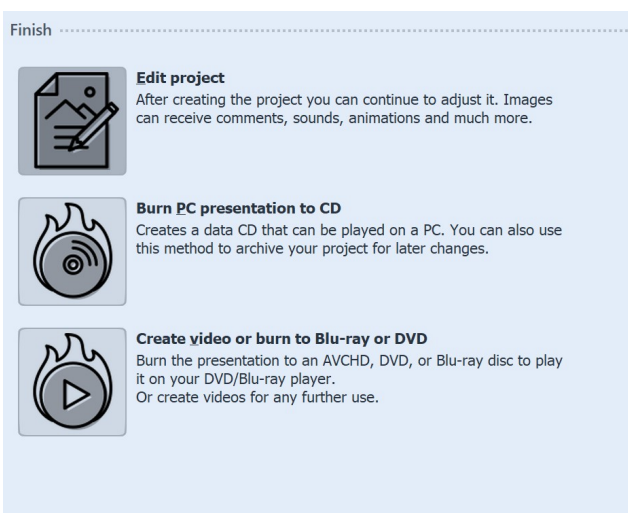 Finish
Edit project
After creating the project you can continue to adjust it. Images
can receive comments, sounds, animations and much more.
Burn PC presentation to CD
Creates a data CD that can be played on a PC. You can also use
this method to archive your project for later changes.
Create video or burn to Blu-ray or DVD
Burn the presentation to an AVCHD, DVD, or Blu-ray disc to play
it on your DVD/Blu-ray player.
Or create videos for any further use.